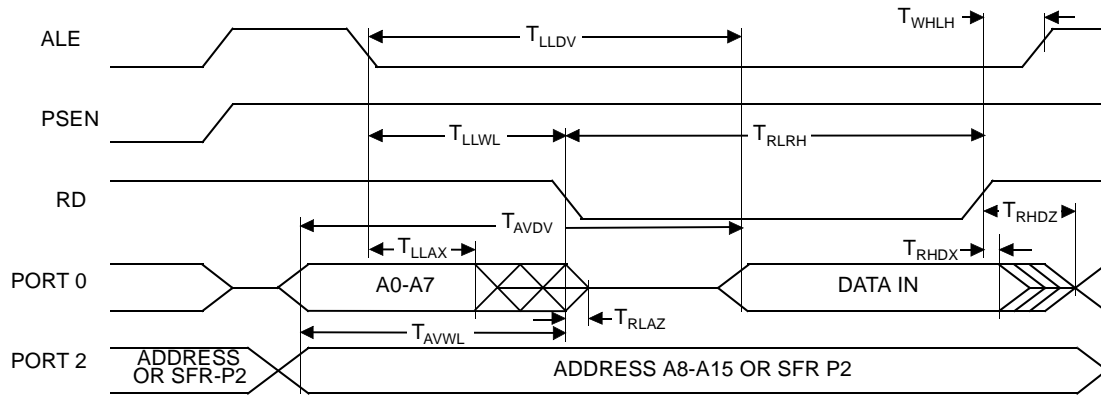 ALE
T_WHLH
T_LLDV
PSEN
T_LLWL
T_RLRH
RD
T_AVDV
T_RHDZ
T_LLAX
T_RHDX
PORT 0
A0-A7
DATA IN
T_RLAZ
T_AVWL
PORT 2
ADDRESS
OR SFR-P2
ADDRESS A8-A15 OR SFR P2